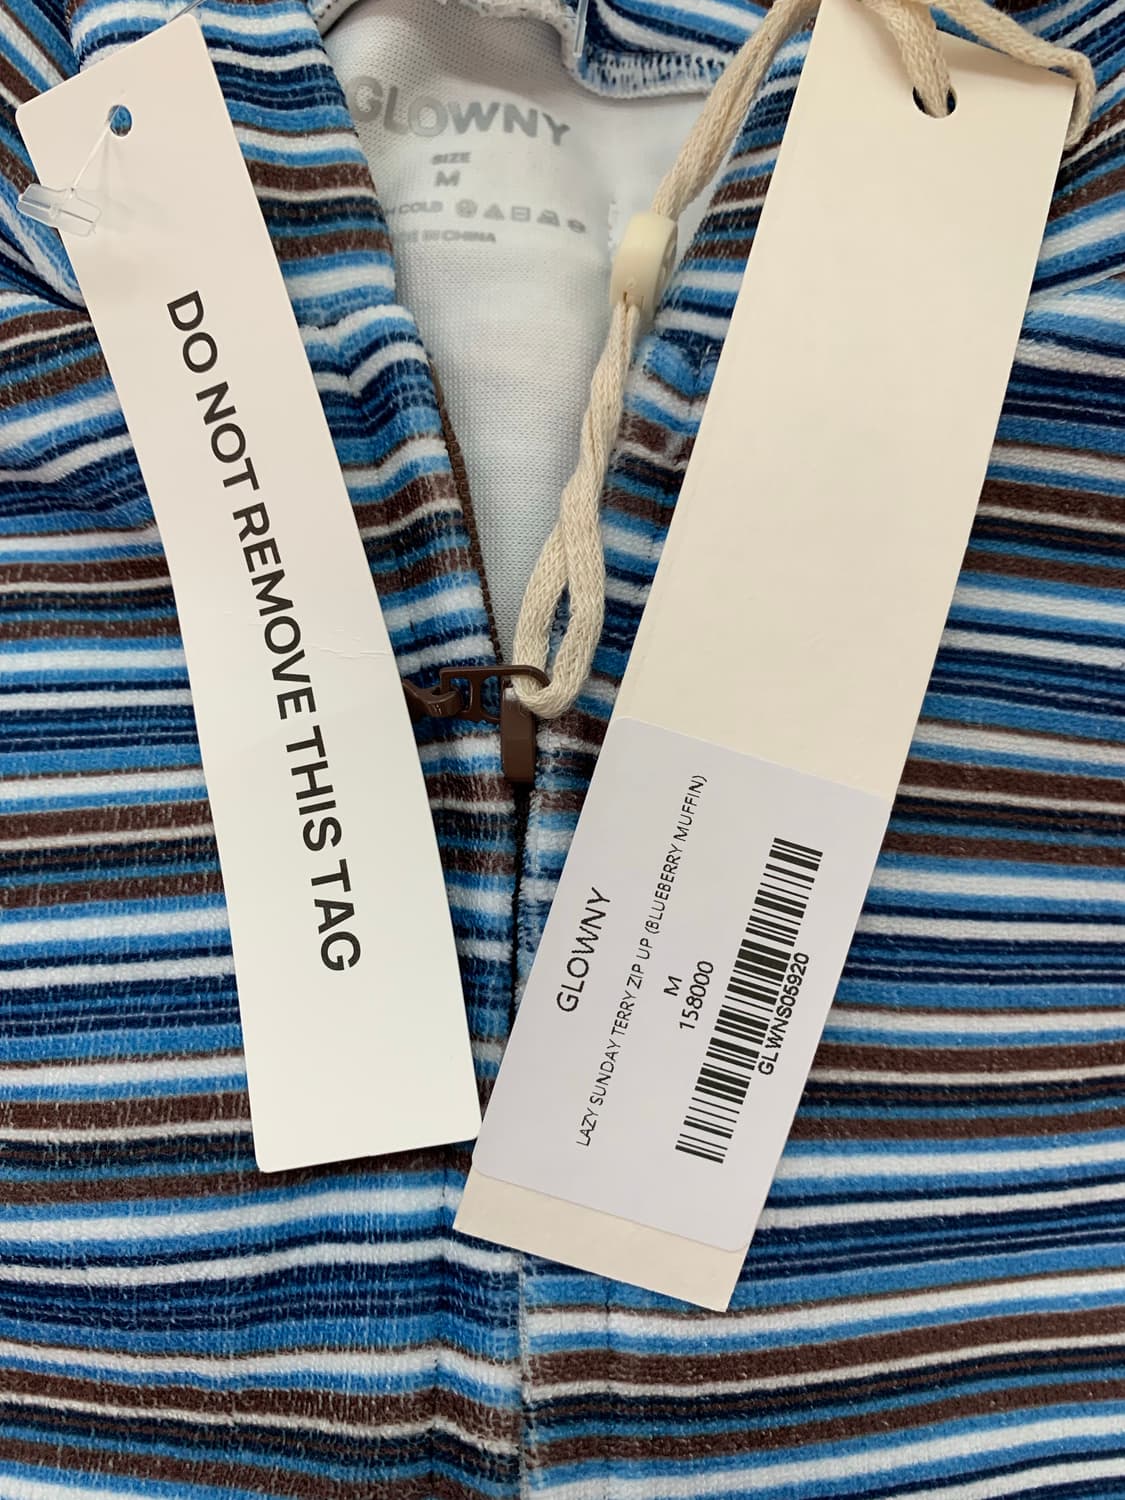 GLOWNY
SIZE
M
COLD
IN CHINA
DO NOT REMOVE THIS TAG
GLOWNY
LAZY SUNDAY TERRY ZIP UP (BLUEBERRY MUFFIN)
M
158000
GLWNS05920